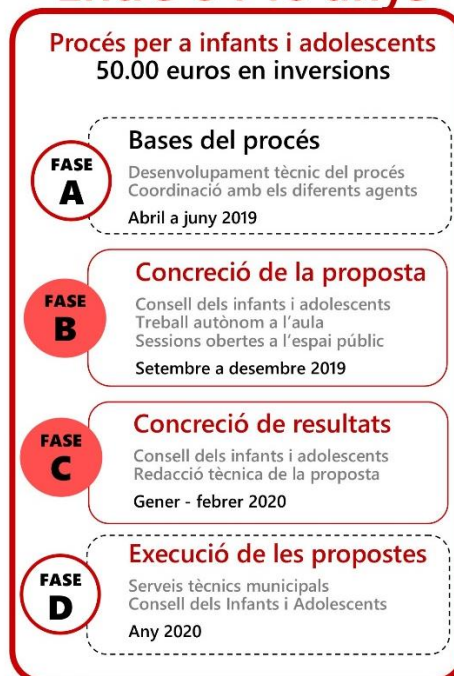 Procés per a infants i adolescents
50.00 euros en inversions
FASE
A
Bases del procés
Desenvolupament tècnic del procés
Coordinació amb els diferents agents
Abril a juny 2019
FASE
B
Concreció de la proposta
Consell dels infants i adolescents
Treball autònom a l'aula
Sessions obertes a l'espai públic
Setembre a desembre 2019
FASE
C
Concreció de resultats
Consell dels infants i adolescents
Redacció tècnica de la proposta
Gener - febrer 2020
FASE
D
Execució de les propostes
Serveis tècnics municipals
Consell dels Infants i Adolescents
Any 2020